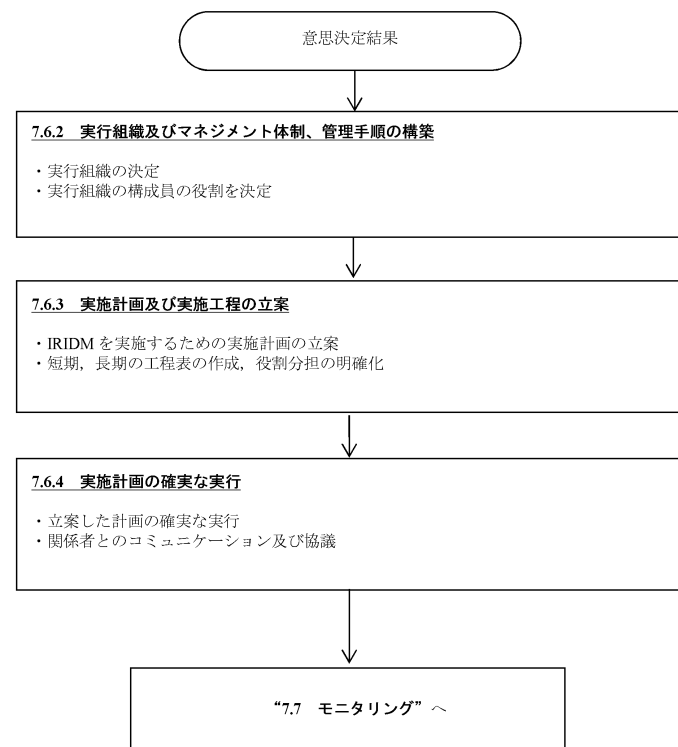 意思決定結果
7.6.2　実行組織及びマネジメント体制、管理手順の構築
・実行組織の決定
・実行組織の構成員の役割を決定
7.6.3　実施計画及び実施工程の立案
・IRIDM を実施するための実施計画の立案
・短期，長期の工程表の作成，役割分担の明確化
7.6.4　実施計画の確実な実行
・立案した計画の確実な実行
・関係者とのコミュニケーション及び協議
“7.7　モニタリング” へ